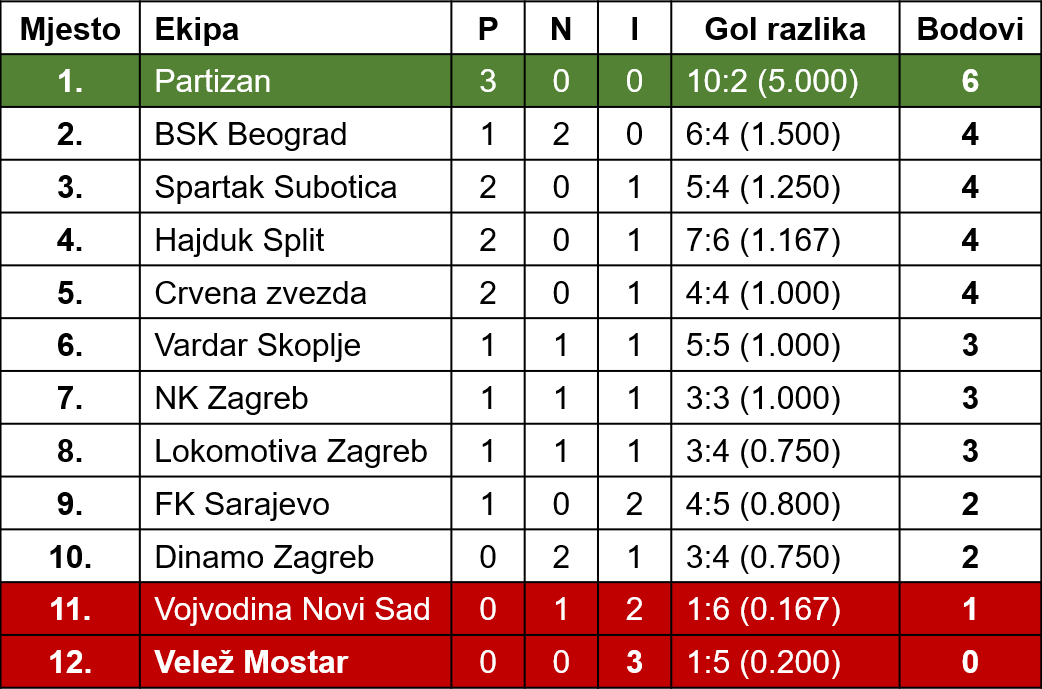 Mjesto Ekipa P N I Gol razlika Bodovi
1. Partizan 3 0 0 10:2 (5.000) 6
2. BSK Beograd 1 2 0 6:4 (1.500) 4
3. Spartak Subotica 2 0 1 5:4 (1.250) 4
4. Hajduk Split 2 0 1 7:6 (1.167) 4
5. Crvena zvezda 2 0 1 4:4 (1.000) 4
6. Vardar Skoplje 1 1 1 5:5 (1.000) 3
7. NK Zagreb 1 1 1 3:3 (1.000) 3
8. Lokomotiva Zagreb 1 1 1 3:4 (0.750) 3
9. FK Sarajevo 1 0 2 4:5 (0.800) 2
10. Dinamo Zagreb 0 2 1 3:4 (0.750) 2
11. Vojvodina Novi Sad 0 1 2 1:6 (0.167) 1
12. Velež Mostar 0 0 3 1:5 (0.200) 0